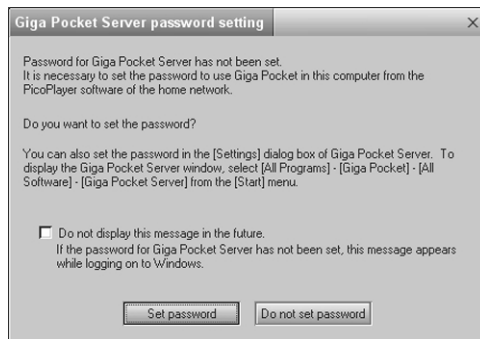 Giga Pocket Server password setting
Password for Giga Pocket Server has not been set.
It is necessary to set the password to use Giga Pocket in this computer from the
PicoPlayer software of the home network.
Do you want to set the password?
You can also set the password in the [Settings] dialog box of Giga Pocket Server. To
display the Giga Pocket Server window, select [All Programs] - [Giga Pocket] - [All
Software] - [Giga Pocket Server] from the [Start] menu.
Do not display this message in the future.
If the password for Giga Pocket Server has not been set, this message appears
while logging on to Windows.
Set password
Do not set password